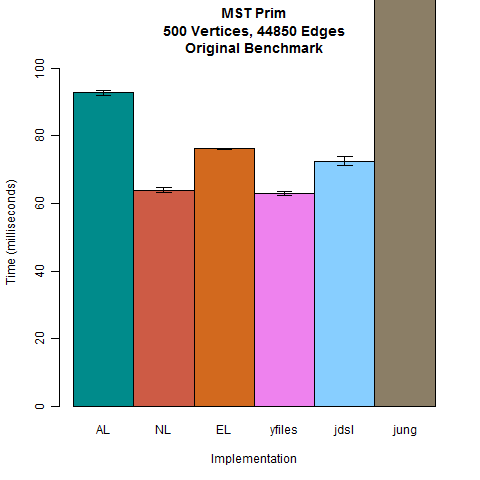 MST Prim
500 Vertices, 44850 Edges
Original Benchmark
100
80
60
40
20
0
Time (milliseconds)
AL NL EL yfiles jdsl jung
Implementation